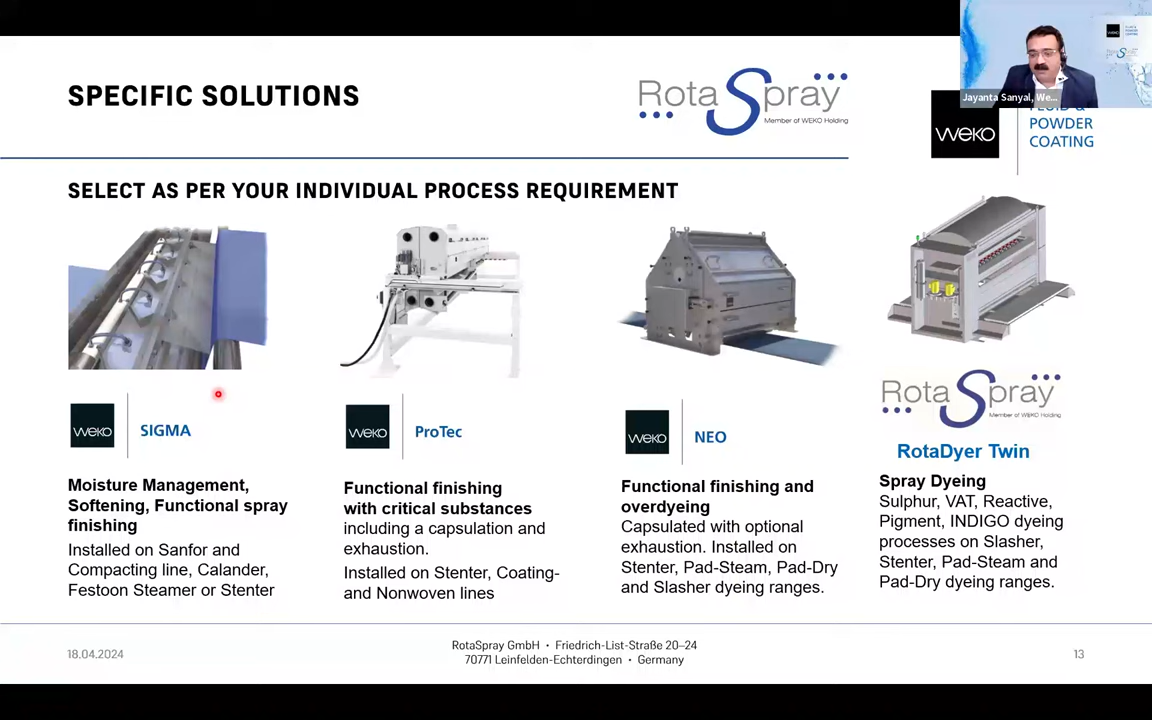 SPECIFIC SOLUTIONS
RotaSpray
Member of WEKO Holding
Jayanta Sanyal, We...
weko
FLUID &
POWDER
COATING
SELECT AS PER YOUR INDIVIDUAL PROCESS REQUIREMENT
weko
SIGMA
Moisture Management,
Softening, Functional spray
finishing
Installed on Sanfor and
Compacting line, Calander,
Festoon Steamer or Stenter
weko
ProTec
Functional finishing
with critical substances
including a capsulation and
exhaustion.
Installed on Stenter, Coating-
and Nonwoven lines
weko
NEO
Functional finishing and
overdyeing
Capsulated with optional
exhaustion. Installed on
Stenter, Pad-Steam, Pad-Dry
and Slasher dyeing ranges.
RotaSpray
Member of WEKO Holding
RotaDyer Twin
Spray Dyeing
Sulphur, VAT, Reactive,
Pigment, INDIGO dyeing
processes on Slasher,
Stenter, Pad-Steam and
Pad-Dry dyeing ranges.
18.04.2024
RotaSpray GmbH • Friedrich-List-Straße 20–24
70771 Leinfelden-Echterdingen • Germany
13